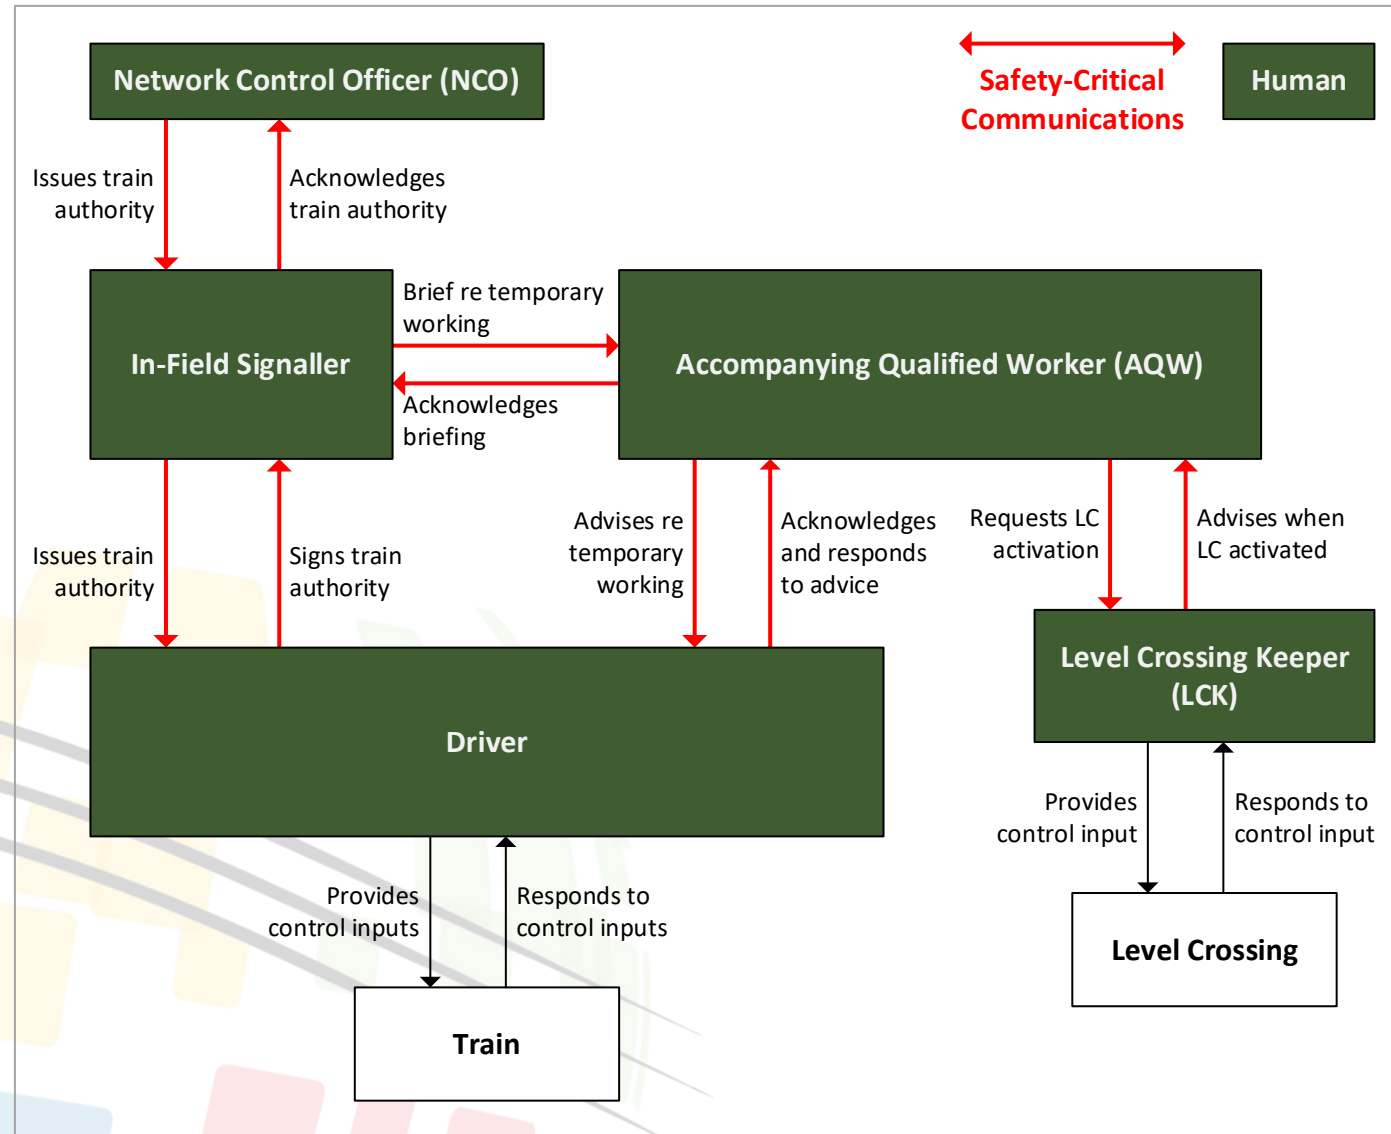 Network Control Officer (NCO)
Safety-Critical
Communications
Human
Issues train
authority
Acknowledges
train authority
In-Field Signaller
Brief re temporary
working
Acknowledges
briefing
Accompanying Qualified Worker (AQW)
Issues train
authority
Signs train
authority
Advises re
temporary
working
Acknowledges
and responds
to advice
Requests LC
activation
Advises when
LC activated
Driver
Level Crossing Keeper
(LCK)
Provides
control inputs
Responds to
control inputs
Provides
control input
Responds to
control input
Train
Level Crossing